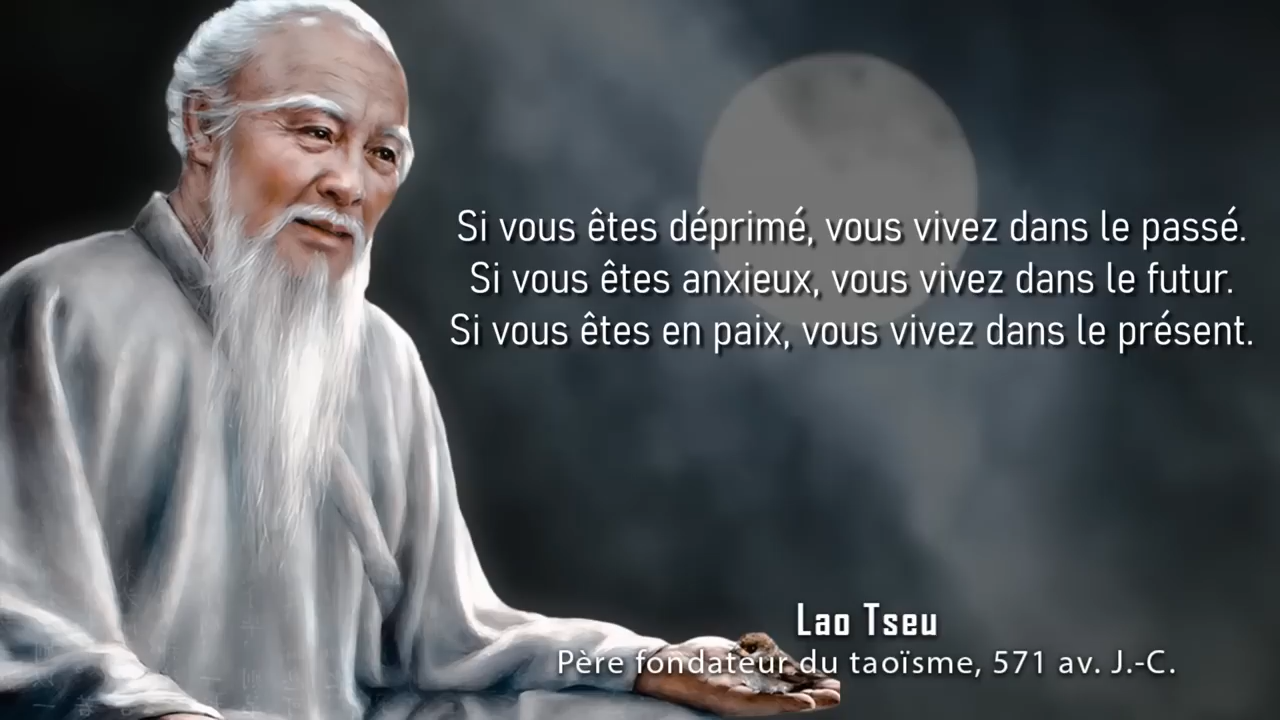 Si vous êtes déprimé, vous vivez dans le passé.
Si vous êtes anxieux, vous vivez dans le futur.
Si vous êtes en paix, vous vivez dans le présent.
Lao Tseu
Père fondateur du taoïsme, 571 av. J.-C.